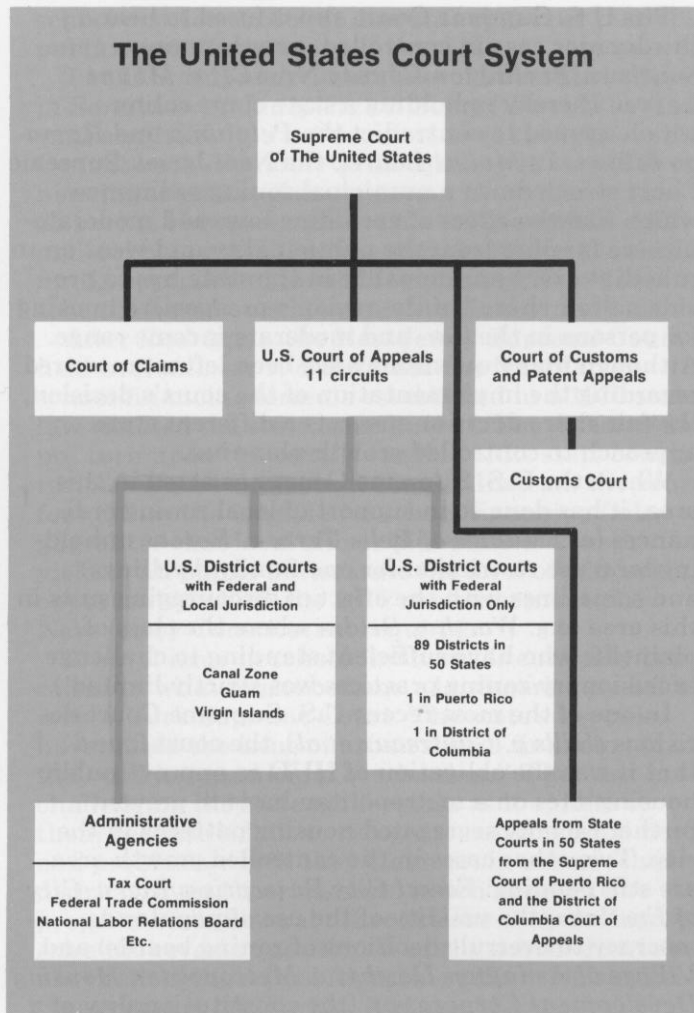 The United States Court System
Supreme Court
of The United States
Court of Claims
U.S. Court of Appeals
11 Circuits
Court of Customs
and Patent Appeals
Customs Court
U.S. District Courts
with Federal and
Local Jurisdiction
Canal Zone
Guam
Virgin Islands
U.S. District Courts
with Federal
Jurisdiction Only
89 Districts in
50 States
1 in Puerto Rico
1 in District of
Columbia
Administrative
Agencies
Tax Court
Federal Trade Commission
National Labor Relations Board
Etc.
Appeals from State
Courts in 50 States
from the Supreme
Court of Puerto Rico
and the District of
Columbia Court of
Appeals